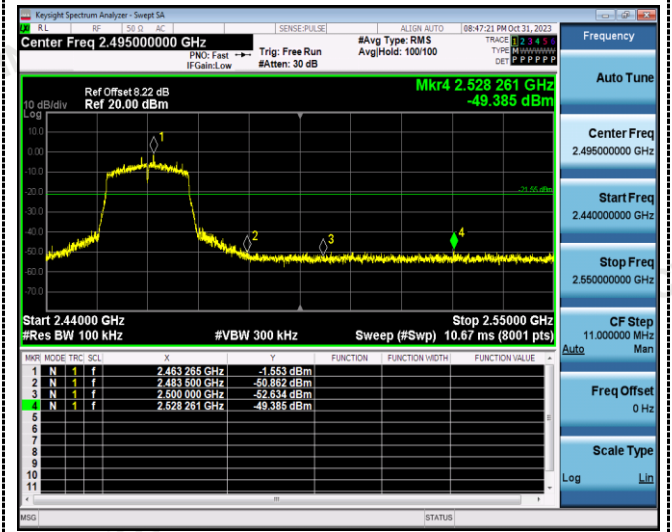 Keysight Spectrum Analyzer - Swept SA
RL RF 50 Ω AC SENSE:PULSE ALIGN AUTO 08:47:21 PM Oct 31, 2023
Center Freq 2.495000000 GHz #Avg Type: RMS TRACE 1 2 3 4 5 6
PNO: Fast Trig: Free Run Avg|Hold: 100/100 TYPE M W W W W W
IFGain:Low #Atten: 30 dB DET P P P P P P
Mkr4 2.528 261 GHz
-49.385 dBm
Ref Offset 8.22 dB
10 dB/div Ref 20.00 dBm
Log
10.0
0.00
-10.0
-20.0
-30.0
-40.0
-50.0
-60.0
-70.0
1
2
3
4
-21.55 dBm
Start 2.44000 GHz Stop 2.55000 GHz
#Res BW 100 kHz #VBW 300 kHz Sweep (#Swp) 10.67 ms (8001 pts)
MKR MODE TRC SCL X Y FUNCTION FUNCTION WIDTH FUNCTION VALUE
1 N 1 f 2.463 265 GHz -1.553 dBm
2 N 1 f 2.483 500 GHz -50.862 dBm
3 N 1 f 2.500 000 GHz -52.634 dBm
4 N 1 f 2.528 261 GHz -49.385 dBm
5
6
7
8
9
10
11
MSG STATUS
Frequency
Auto Tune
Center Freq
2.495000000 GHz
Start Freq
2.440000000 GHz
Stop Freq
2.550000000 GHz
CF Step
11.000000 MHz
Auto Man
Freq Offset
0 Hz
Scale Type
Log Lin